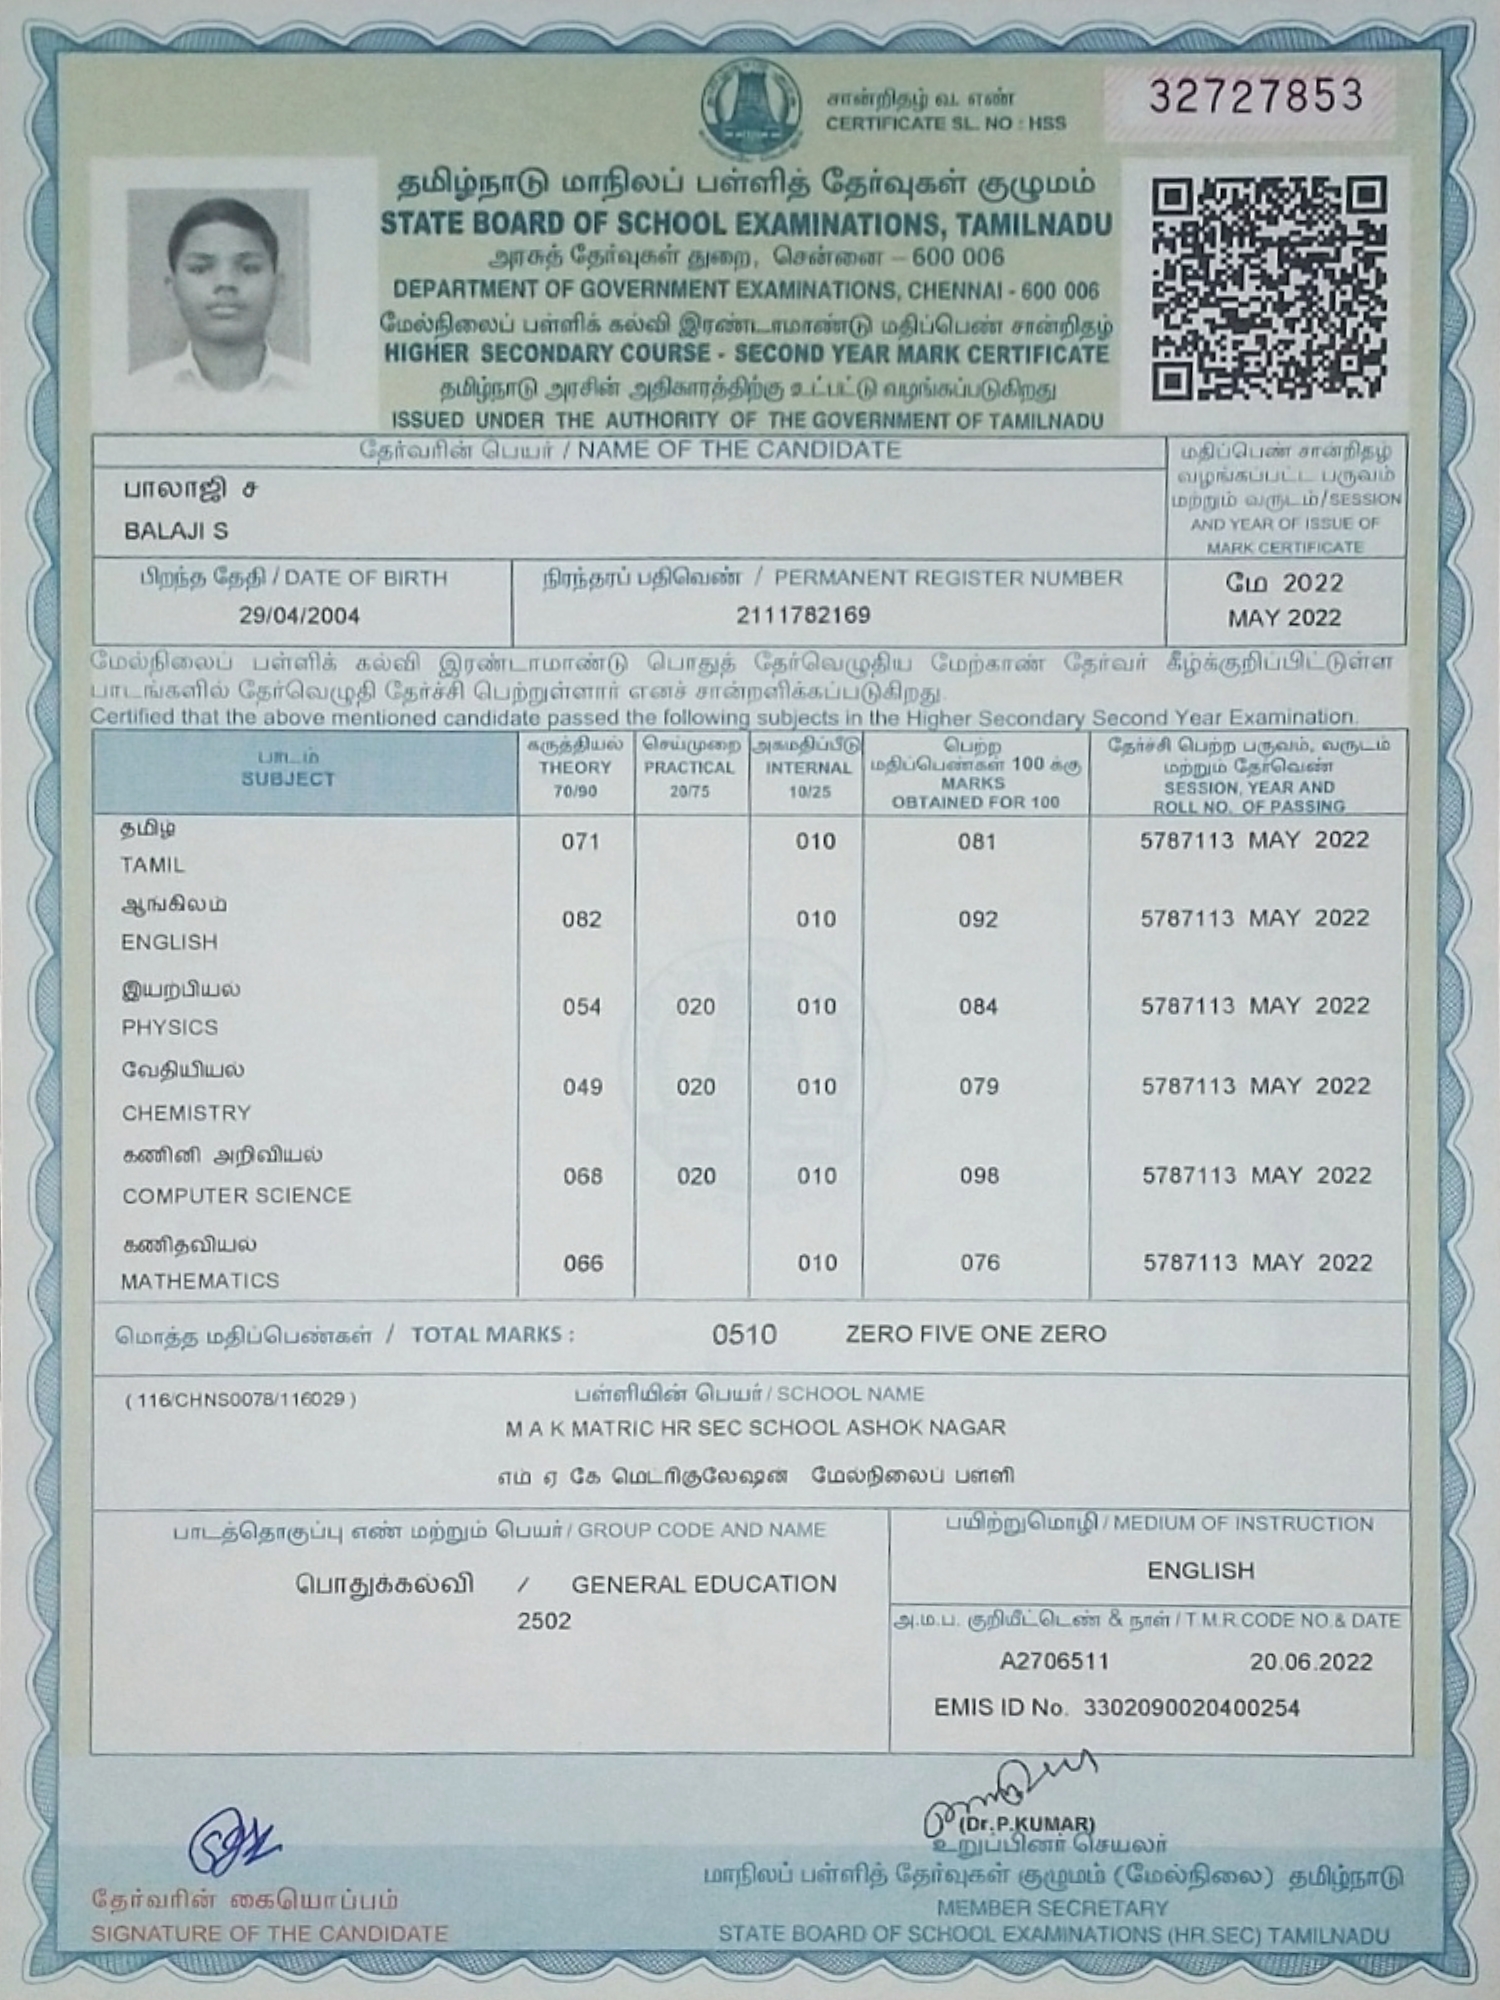 சான்றிதழ் வ. எண்
CERTIFICATE SL. NO : HSS
32727853
தமிழ்நாடு மாநிலப் பள்ளித் தேர்வுகள் குழுமம்
STATE BOARD OF SCHOOL EXAMINATIONS, TAMILNADU
அரசுத் தேர்வுகள் துறை, சென்னை – 600 006
DEPARTMENT OF GOVERNMENT EXAMINATIONS, CHENNAI - 600 006
மேல்நிலைப் பள்ளிக் கல்வி இரண்டாமாண்டு மதிப்பெண் சான்றிதழ்
HIGHER SECONDARY COURSE - SECOND YEAR MARK CERTIFICATE
தமிழ்நாடு அரசின் அதிகாரத்திற்கு உட்பட்டு வழங்கப்படுகிறது
ISSUED UNDER THE AUTHORITY OF THE GOVERNMENT OF TAMILNADU
தேர்வரின் பெயர் / NAME OF THE CANDIDATE
பாலாஜி ச
BALAJI S
மதிப்பெண் சான்றிதழ்
வழங்கப்பட்ட பருவம்
மற்றும் வருடம்/SESSION
AND YEAR OF ISSUE OF
MARK CERTIFICATE
பிறந்த தேதி / DATE OF BIRTH
29/04/2004
நிரந்தரப் பதிவெண் / PERMANENT REGISTER NUMBER
2111782169
மே 2022
MAY 2022
மேல்நிலைப் பள்ளிக் கல்வி இரண்டாமாண்டு பொதுத் தேர்வெழுதிய மேற்காண் தேர்வர் கீழ்க்குறிப்பிட்டுள்ள
பாடங்களில் தேர்வெழுதி தேர்ச்சி பெற்றுள்ளார் எனச் சான்றளிக்கப்படுகிறது.
Certified that the above mentioned candidate passed the following subjects in the Higher Secondary Second Year Examination.
பாடம்
SUBJECT
கருத்தியல்
THEORY
70/90
செய்முறை
PRACTICAL
20/75
அகமதிப்பீடு
INTERNAL
10/25
பெற்ற
மதிப்பெண்கள் 100 க்கு
MARKS
OBTAINED FOR 100
தேர்ச்சி பெற்ற பருவம், வருடம்
மற்றும் தேர்வெண்
SESSION, YEAR AND
ROLL NO. OF PASSING
தமிழ்
TAMIL
071 010 081 5787113 MAY 2022
ஆங்கிலம்
ENGLISH
082 010 092 5787113 MAY 2022
இயற்பியல்
PHYSICS
054 020 010 084 5787113 MAY 2022
வேதியியல்
CHEMISTRY
049 020 010 079 5787113 MAY 2022
கணினி அறிவியல்
COMPUTER SCIENCE
068 020 010 098 5787113 MAY 2022
கணிதவியல்
MATHEMATICS
066 010 076 5787113 MAY 2022
மொத்த மதிப்பெண்கள் / TOTAL MARKS : 0510 ZERO FIVE ONE ZERO
( 116/CHNS0078/116029 )
பள்ளியின் பெயர் / SCHOOL NAME
M A K MATRIC HR SEC SCHOOL ASHOK NAGAR
எம் ஏ கே மெட்ரிகுலேஷன் மேல்நிலைப் பள்ளி
பாடத்தொகுப்பு எண் மற்றும் பெயர் / GROUP CODE AND NAME
பொதுக்கல்வி / GENERAL EDUCATION
2502
பயிற்றுமொழி / MEDIUM OF INSTRUCTION
ENGLISH
அ.ம.ப. குறியீட்டெண் & நாள் / T.M.R.CODE NO.& DATE
A2706511 20.06.2022
EMIS ID No. 3302090020400254
(Dr.P.KUMAR)
உறுப்பினர் செயலர்
மாநிலப் பள்ளித் தேர்வுகள் குழுமம் (மேல்நிலை) தமிழ்நாடு
MEMBER SECRETARY
STATE BOARD OF SCHOOL EXAMINATIONS (HR.SEC) TAMILNADU
தேர்வரின் கையொப்பம்
SIGNATURE OF THE CANDIDATE